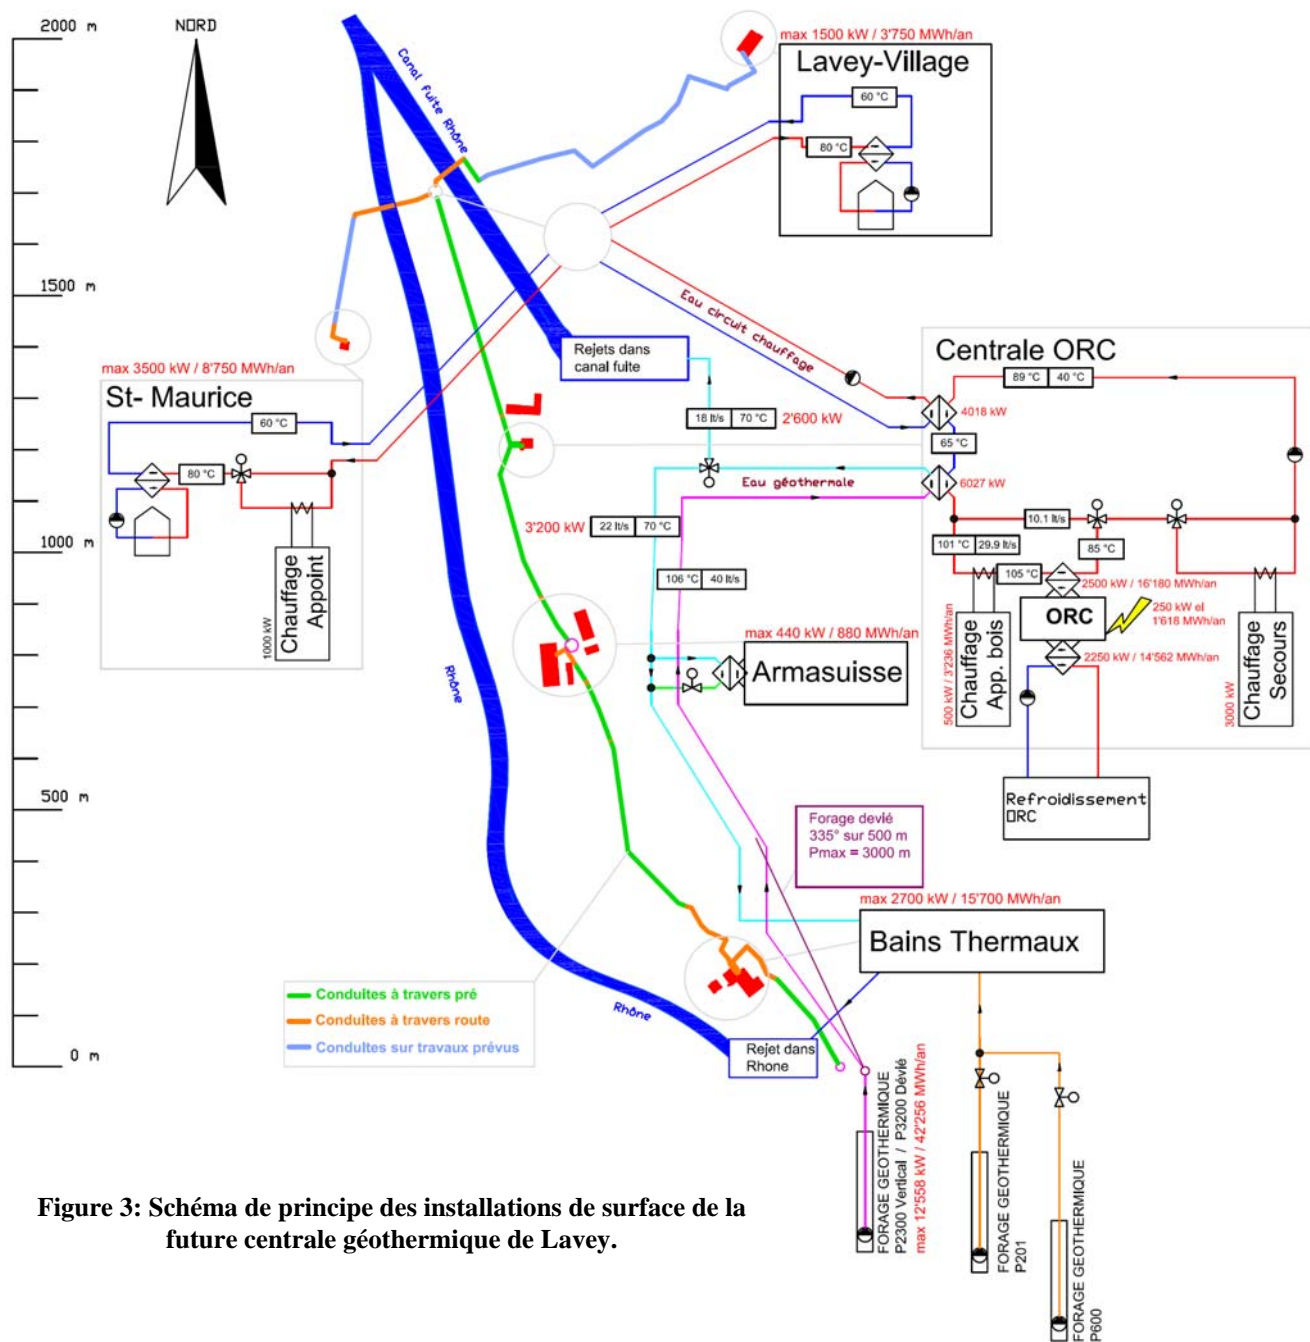 2000 m
NORD
1500 m
1000 m
500 m
0 m
Canal fuite Rhône
max 1500 kW / 3'750 MWh/an
Lavey-Village
60 °C
80 °C
Eau circuit chauffage
Rejets dans
canal fuite
18 lt/s 70 °C
2'600 kW
max 3500 kW / 8'750 MWh/an
St- Maurice
60 °C
80 °C
1000 kW
Chauffage
Appoint
Centrale ORC
89 °C 40 °C
4018 kW
65 °C
6027 kW
Eau géothermale
3'200 kW
22 lt/s 70 °C
106 °C 40 lt/s
10.1 lt/s
101 °C 29.9 lt/s
85 °C
105 °C
2500 kW / 16'180 MWh/an
ORC
250 kW el
1'618 MWh/an
2250 kW / 14'562 MWh/an
500 kW / 3'236 MWh/an
Chauffage
App. bois
3000 kW
Chauffage
Secours
Refroidissement
ORC
max 440 kW / 880 MWh/an
Armasuisse
Rhône
Forage devié
335° sur 500 m
Pmax = 3000 m
max 2700 kW / 15'700 MWh/an
Bains Thermaux
Conduites à travers pré
Conduites à travers route
Conduites sur travaux prévus
Rhône
Rejet dans
Rhone
FORAGE GEOTHERMIQUE
P2300 Vertical / P3200 Dévié
max 12'558 kW / 42'256 MWh/an
FORAGE GEOTHERMIQUE
P201
FORAGE GEOTHERMIQUE
P600
Figure 3: Schéma de principe des installations de surface de la
future centrale géothermique de Lavey.